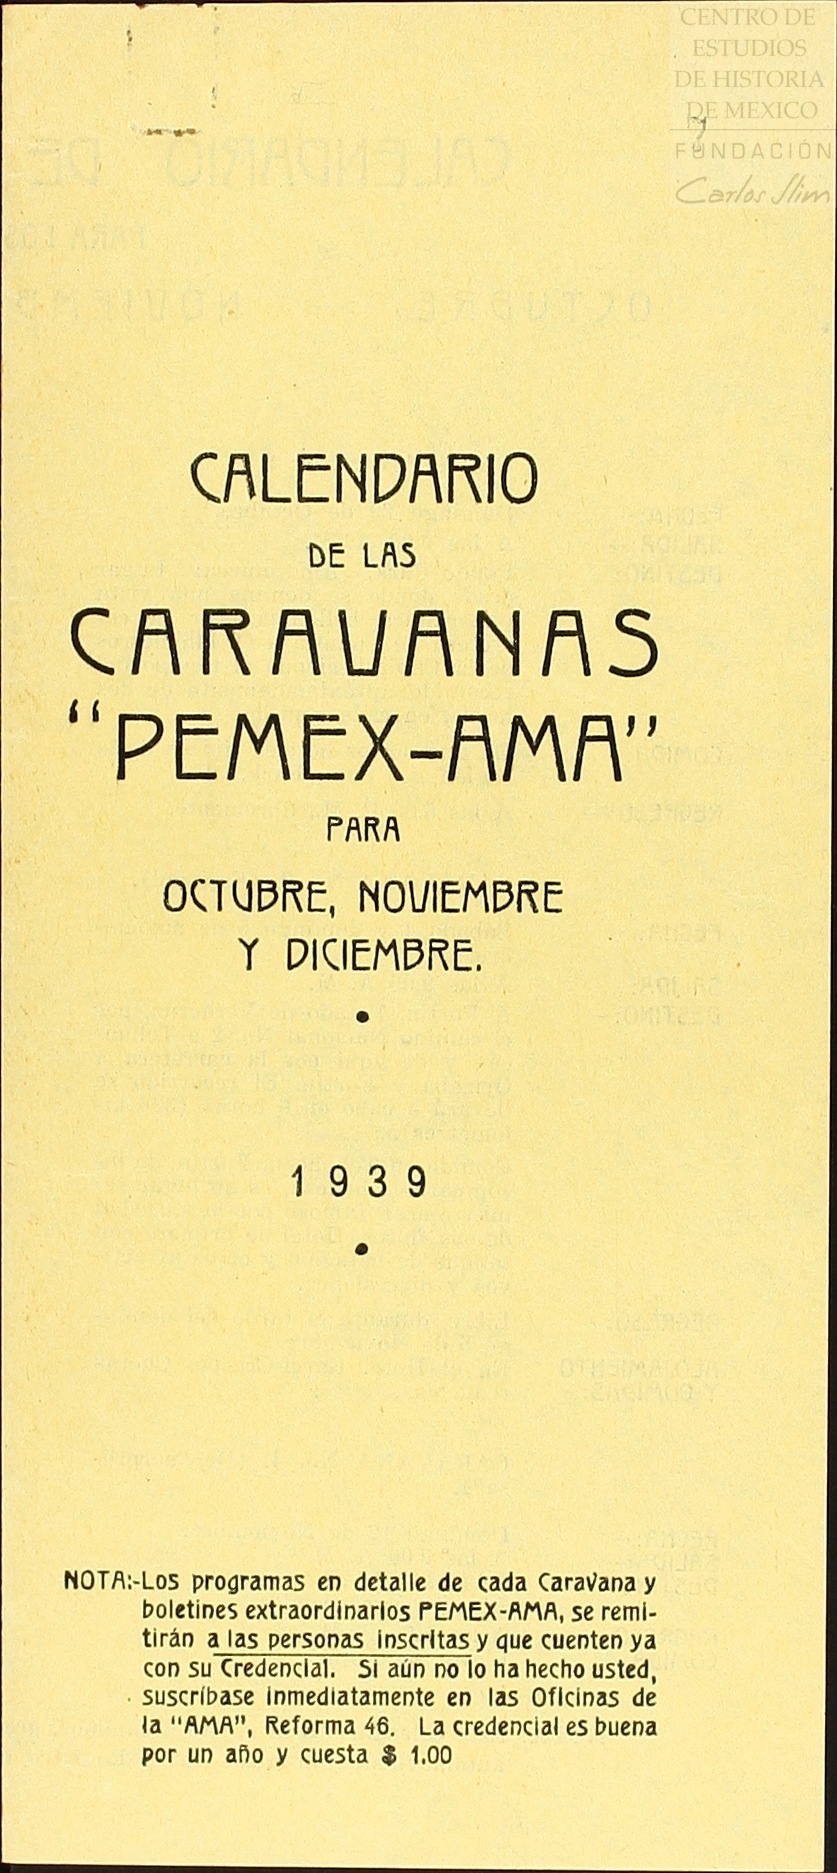 CENTRO DE
ESTUDIOS
DE HISTORIA
DE MEXICO
FUNDACIÓN
Carlos Slim
CALENDARIO
DE LAS
CARAVANAS
"PEMEX-AMA"
PARA
OCTUBRE, NOVIEMBRE
Y DICIEMBRE.
1939
NOTA:-Los programas en detalle de cada Caravana y
boletines extraordinarios PEMEX-AMA, se remi-
tirán a las personas inscritas y que cuenten ya
con su Credencial. Si aún no lo ha hecho usted,
suscríbase inmediatamente en las Oficinas de
la "AMA", Reforma 46. La credencial es buena
por un año y cuesta $ 1.00